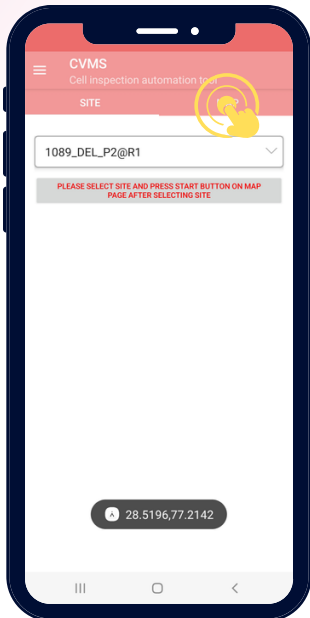 CVMS
Cell inspection automation tool
SITE
1089_DEL_P2@R1
PLEASE SELECT SITE AND PRESS START BUTTON ON MAP
PAGE AFTER SELECTING SITE
28.5196,77.2142